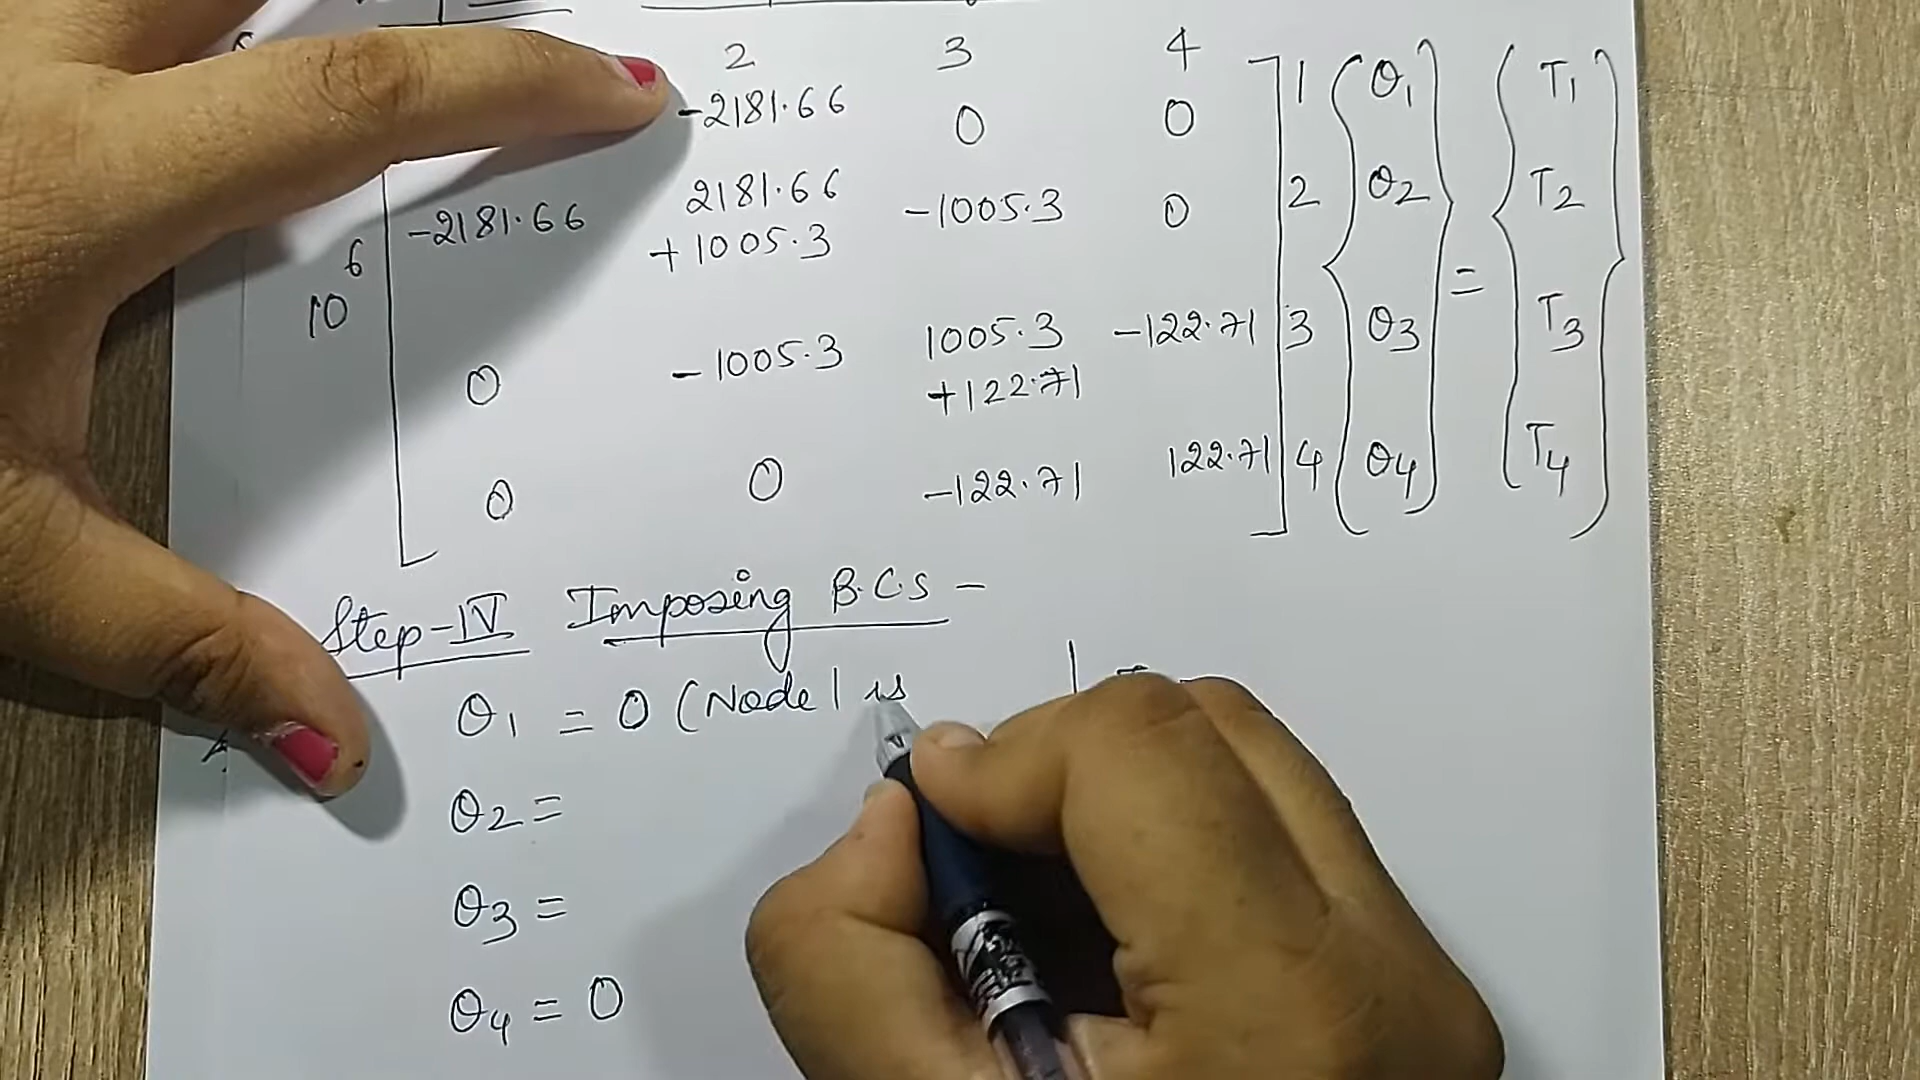 2 3 4
-2181.66 0 0 1 θ1 T1
-2181.66 2181.66 +1005.3 -1005.3 0 2 θ2 T2
10^6 =
0 -1005.3 1005.3 +122.71 -122.71 3 θ3 T3
0 0 -122.71 122.71 4 θ4 T4
Step-IV Imposing B.C.S -
θ1 = 0 (Node 1 is
θ2 =
θ3 =
θ4 = 0